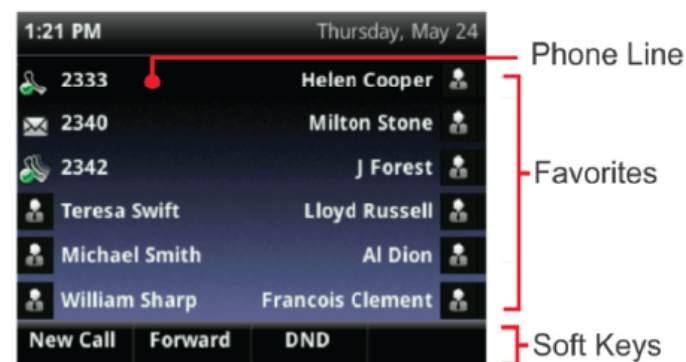 1:21 PM Thursday, May 24
Phone Line
2333 Helen Cooper
2340 Milton Stone
2342 J Forest
Favorites
Teresa Swift Lloyd Russell
Michael Smith Al Dion
William Sharp Francois Clement
New Call Forward DND
Soft Keys